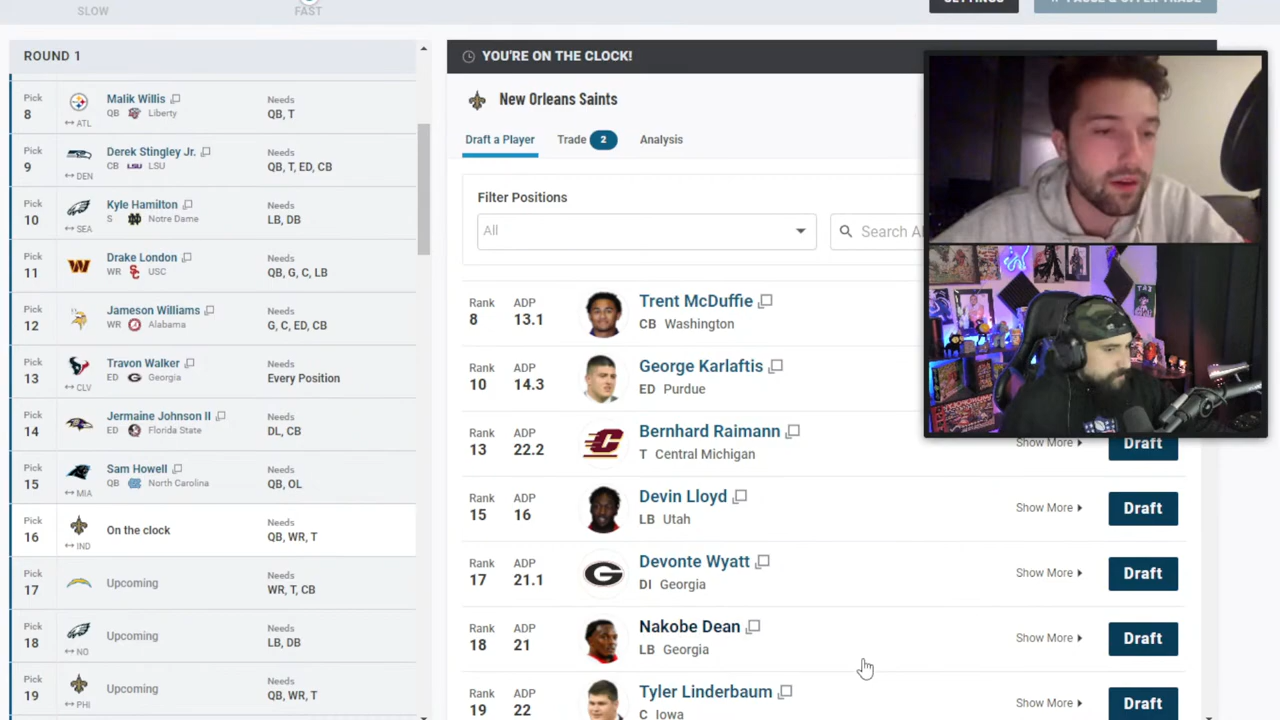 SLOW
FAST
ROUND 1
Pick
8
ATL
Malik Willis
QB Liberty
Needs
QB, T
Pick
9
DEN
Derek Stingley Jr.
CB LSU LSU
Needs
QB, T, ED, CB
Pick
10
SEA
Kyle Hamilton
S Notre Dame
Needs
LB, DB
Pick
11
Drake London
WR USC
Needs
QB, G, C, LB
Pick
12
Jameson Williams
WR Alabama
Needs
G, C, ED, CB
Pick
13
CLV
Travon Walker
ED Georgia
Needs
Every Position
Pick
14
Jermaine Johnson II
ED Florida State
Needs
DL, CB
Pick
15
MIA
Sam Howell
QB North Carolina
Needs
QB, OL
Pick
16
IND
On the clock
Needs
QB, WR, T
Pick
17
Upcoming
Needs
WR, T, CB
Pick
18
NO
Upcoming
Needs
LB, DB
Pick
19
PHI
Upcoming
Needs
QB, WR, T
YOU'RE ON THE CLOCK!
New Orleans Saints
Draft a Player
Trade 2
Analysis
Filter Positions
All
Search
Rank ADP
8 13.1
Trent McDuffie
CB Washington
Rank ADP
10 14.3
George Karlaftis
ED Purdue
Rank ADP
13 22.2
Bernhard Raimann
T Central Michigan
Show More
Draft
Rank ADP
15 16
Devin Lloyd
LB Utah
Show More
Draft
Rank ADP
17 21.1
Devonte Wyatt
DI Georgia
Show More
Draft
Rank ADP
18 21
Nakobe Dean
LB Georgia
Show More
Draft
Rank ADP
19 22
Tyler Linderbaum
C Iowa
Show More
Draft